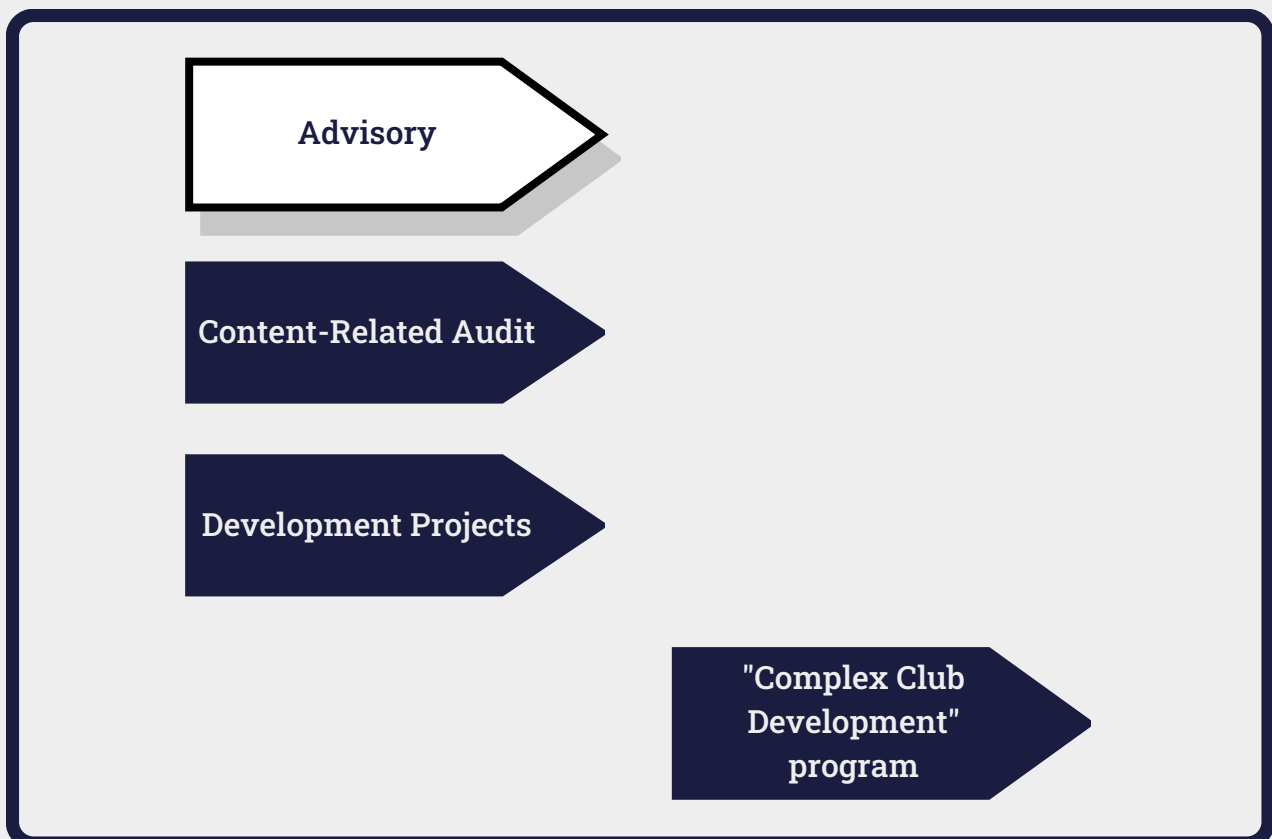 Advisory
Content-Related Audit
Development Projects
"Complex Club
Development"
program